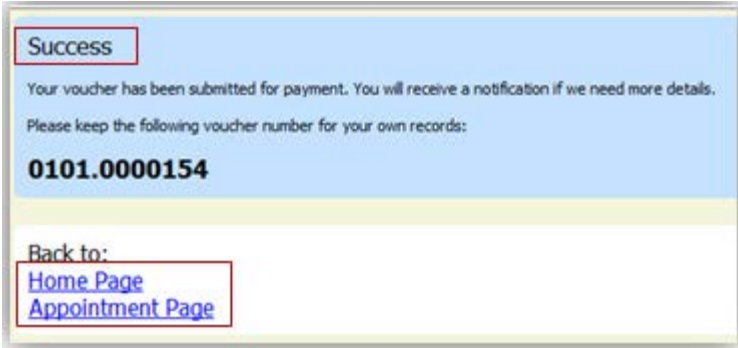 Success
Your voucher has been submitted for payment. You will receive a notification if we need more details.
Please keep the following voucher number for your own records:
0101.0000154
Back to:
Home Page
Appointment Page